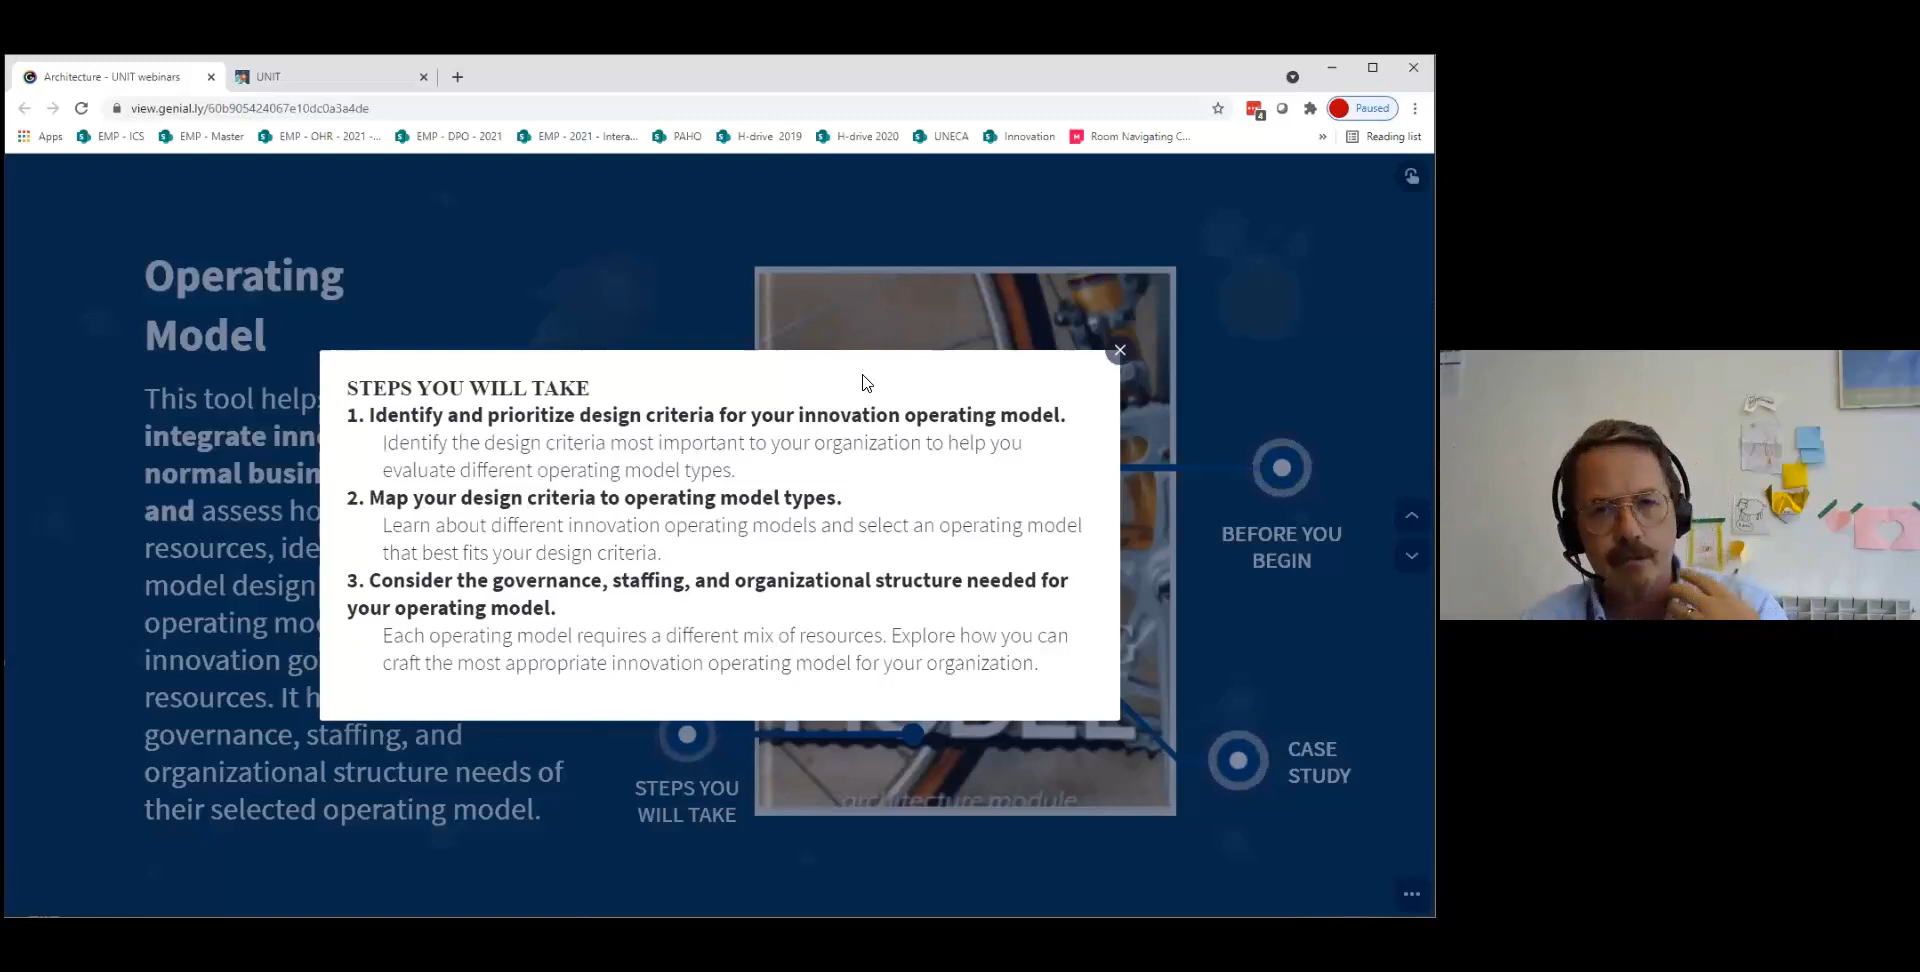 Architecture - UNIT webinars
UNIT
view.genial.ly/60b905424067e10dc0a3a4de
4
Paused
Apps
EMP - ICS
EMP - Master
EMP - OHR - 2021 -...
EMP - DPO - 2021
EMP - 2021 - Intera...
PAHO
H-drive 2019
H-drive 2020
UNECA
Innovation
Room Navigating C...
»
Reading list
Operating
Model
This tool help
integrate inn
normal busin
and assess ho
resources, ide
model design
operating mo
innovation go
resources. It h
governance, staffing, and
organizational structure needs of
their selected operating model.
STEPS YOU WILL TAKE
1. Identify and prioritize design criteria for your innovation operating model.
Identify the design criteria most important to your organization to help you
evaluate different operating model types.
2. Map your design criteria to operating model types.
Learn about different innovation operating models and select an operating model
that best fits your design criteria.
3. Consider the governance, staffing, and organizational structure needed for
your operating model.
Each operating model requires a different mix of resources. Explore how you can
craft the most appropriate innovation operating model for your organization.
MODEL
architecture module
STEPS YOU
WILL TAKE
BEFORE YOU
BEGIN
CASE
STUDY